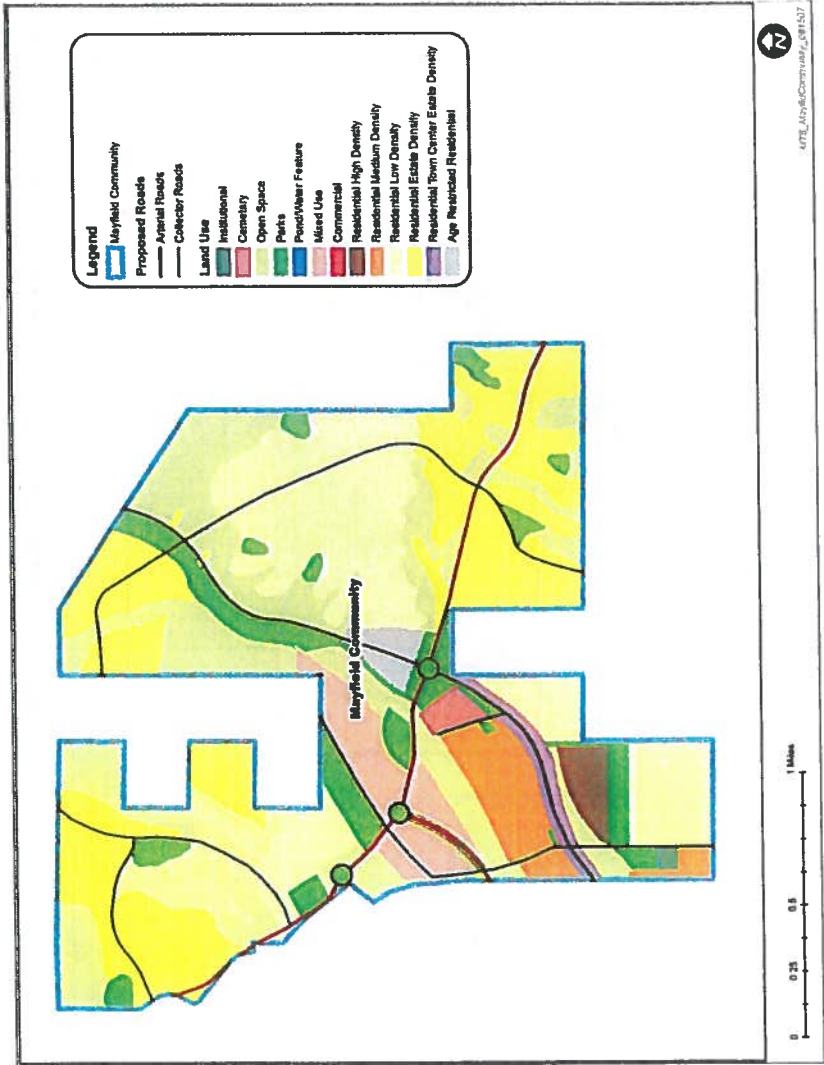 Legend
Mayfield Community
Proposed Roads
Arterial Roads
Collector Roads
Land Use
Institutional
Cemetary
Open Space
Parks
Pond/Water Feature
Mixed Use
Commercial
Residential High Density
Residential Medium Density
Residential Low Density
Residential Estate Density
Residential Town Center Estate Density
Age Restricted Residential
Mayfield Community
0 0.25 0.5 1 Miles
N